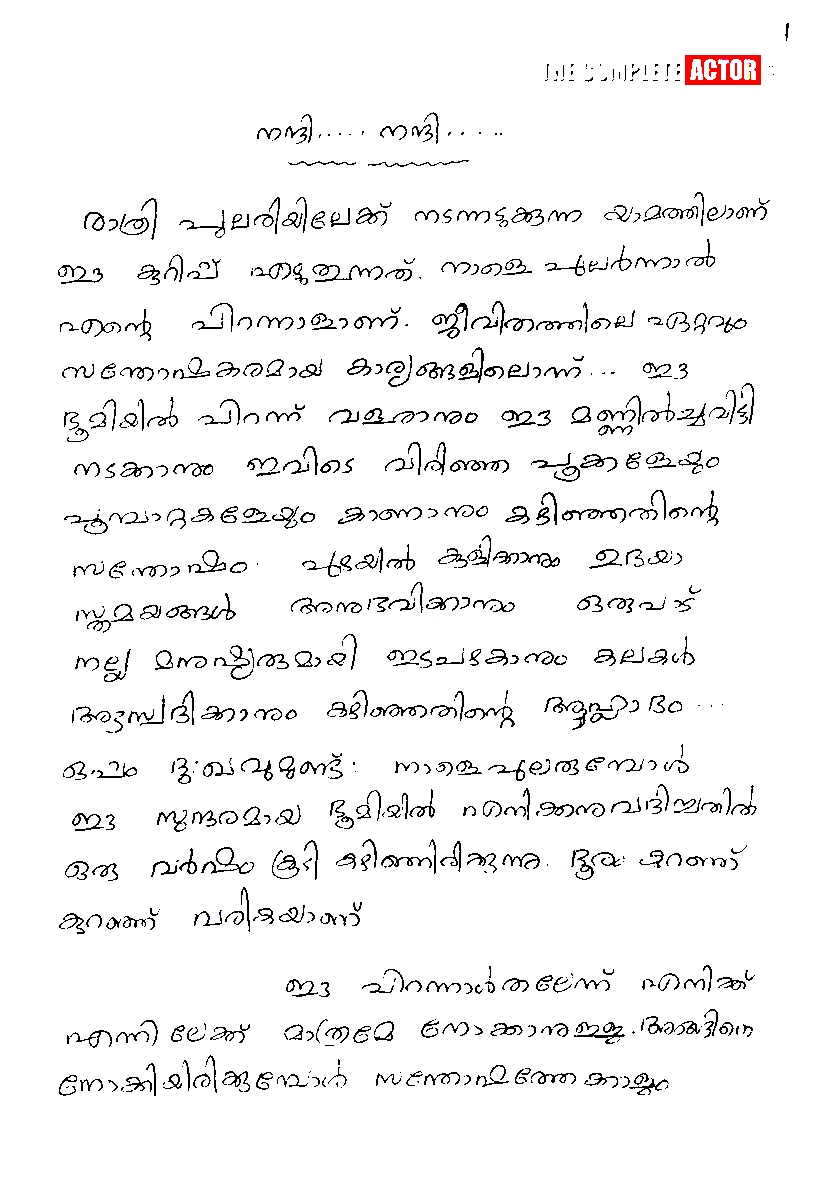 1
THE COMPLETE ACTOR
നന്ദി..... നന്ദി.....
രാത്രി പുലരിയിലേക്ക് നടന്നടുക്കുന്ന യാമത്തിലാണ്
ഈ കുറിപ്പ് എഴുതുന്നത്. നാളെ പുലർന്നാൽ
എന്റെ പിറന്നാളാണ്. ജീവിതത്തിലെ ഏറ്റവും
സന്തോഷകരമായ കാര്യങ്ങളിലൊന്ന്... ഈ
ഭൂമിയിൽ പിറന്ന് വളരാനും ഈ മണ്ണിൽച്ചവിട്ടി
നടക്കാനും ഇവിടെ വിരിഞ്ഞ പൂക്കളേയും
പൂമ്പാറ്റകളേയും കാണാനും കഴിഞ്ഞതിന്റെ
സന്തോഷം. പുഴയിൽ കുളിക്കാനും ഉദയാ
സ്തമയങ്ങൾ അനുഭവിക്കാനും ഒരുപാട്
നല്ല മനുഷ്യരുമായി ഇടപഴകാനും കലകൾ
ആസ്വദിക്കാനും കഴിഞ്ഞതിന്റെ ആഹ്ലാദം...
ഒപ്പം ദുഃഖവുമുണ്ട്: നാളെപുലരുമ്പോൾ
ഈ സുന്ദരമായ ഭൂമിയിൽ എനിക്കനുവദിച്ചതിൽ
ഒരു വർഷം കൂടി കഴിഞ്ഞിരിക്കുന്നു. ദൂരം കുറഞ്ഞ്
കുറഞ്ഞ് വരികയാണ്
ഈ പിറന്നാൾതലേന്ന് എനിക്ക്
എന്നി ലേക്ക് മാത്രമേ നോക്കാനുള്ളൂ. അങ്ങിനെ
നോക്കിയിരിക്കുമ്പോൾ സന്തോഷത്തേക്കാളും